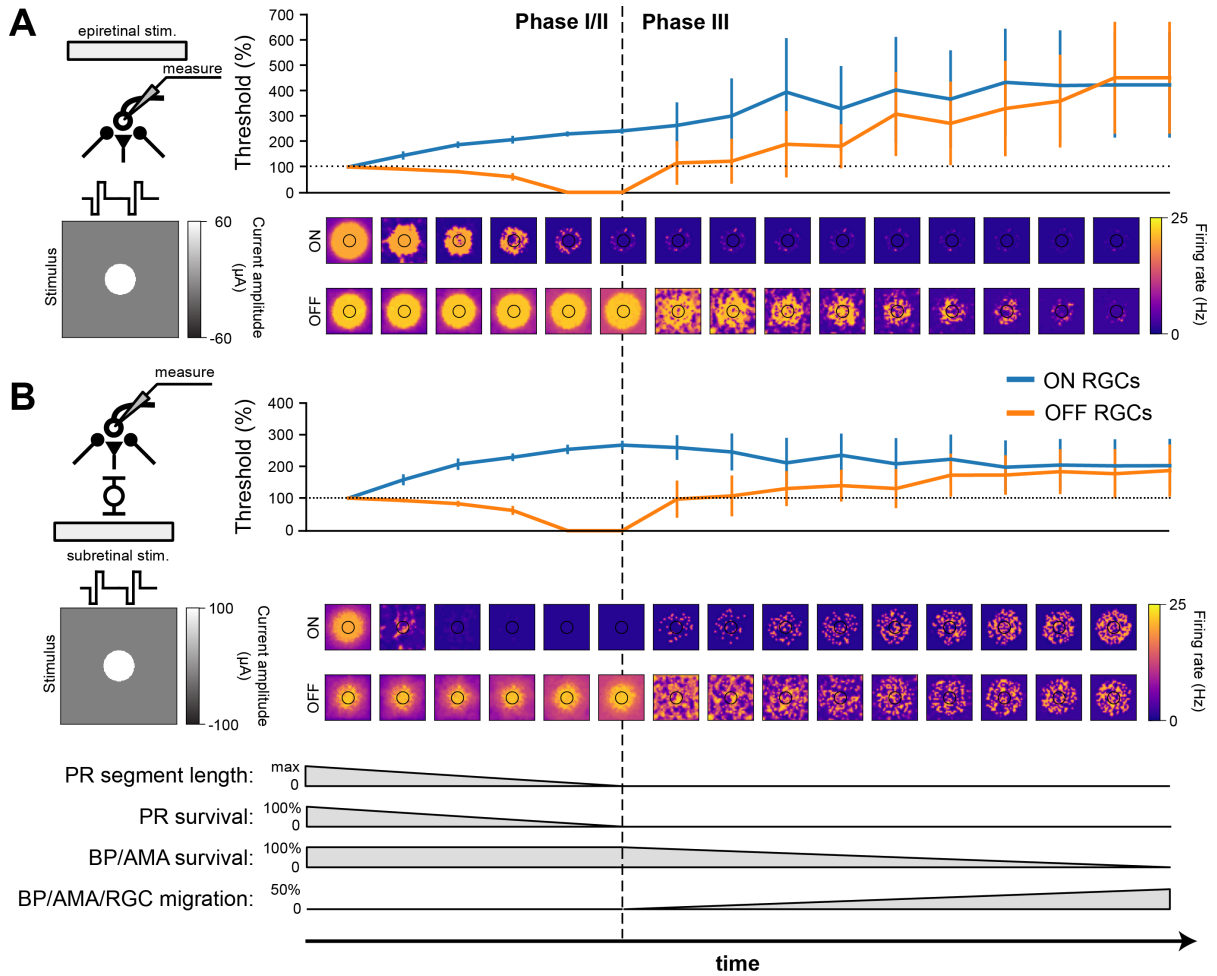 A
epiretinal stim.
measure
Stimulus
60
-60
Current amplitude
(µA)
Threshold (%)
700
600
500
400
300
200
100
0
Phase I/II
Phase III
ON
OFF
25
0
Firing rate (Hz)
B
measure
subretinal stim.
Stimulus
100
-100
Current amplitude
(µA)
Threshold (%)
400
300
200
100
0
ON RGCs
OFF RGCs
ON
OFF
25
0
Firing rate (Hz)
PR segment length:
max
0
PR survival:
100%
0
BP/AMA survival:
100%
0
BP/AMA/RGC migration:
50%
0
time